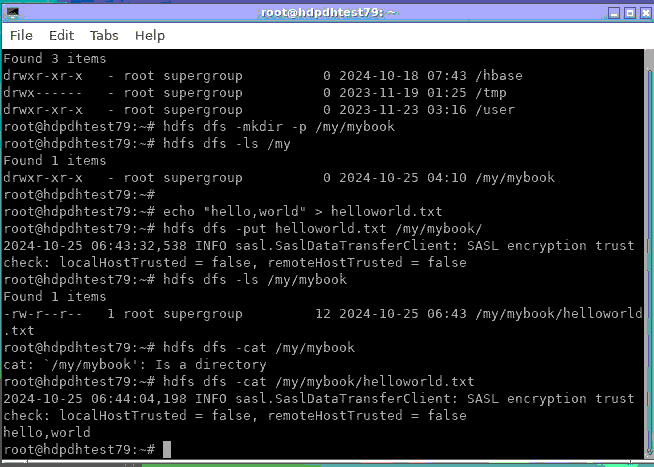 root@hdpdhtest79: ~
File Edit Tabs Help
Found 3 items
drwxr-xr-x   - root supergroup          0 2024-10-18 07:43 /hbase
drwx------   - root supergroup          0 2023-11-19 01:25 /tmp
drwxr-xr-x   - root supergroup          0 2023-11-23 03:16 /user
root@hdpdhtest79:~# hdfs dfs -mkdir -p /my/mybook
root@hdpdhtest79:~# hdfs dfs -ls /my
Found 1 items
drwxr-xr-x   - root supergroup          0 2024-10-25 04:10 /my/mybook
root@hdpdhtest79:~#
root@hdpdhtest79:~# echo "hello,world" > helloworld.txt
root@hdpdhtest79:~# hdfs dfs -put helloworld.txt /my/mybook/
2024-10-25 06:43:32,538 INFO sasl.SaslDataTransferClient: SASL encryption trust
check: localHostTrusted = false, remoteHostTrusted = false
root@hdpdhtest79:~# hdfs dfs -ls /my/mybook
Found 1 items
-rw-r--r--   1 root supergroup         12 2024-10-25 06:43 /my/mybook/helloworld
.txt
root@hdpdhtest79:~# hdfs dfs -cat /my/mybook
cat: `/my/mybook': Is a directory
root@hdpdhtest79:~# hdfs dfs -cat /my/mybook/helloworld.txt
2024-10-25 06:44:04,198 INFO sasl.SaslDataTransferClient: SASL encryption trust
check: localHostTrusted = false, remoteHostTrusted = false
hello,world
root@hdpdhtest79:~#